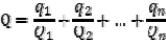 Q = q₁/Q₁ + q₂/Q₂ + ... + qₙ/Qₙ